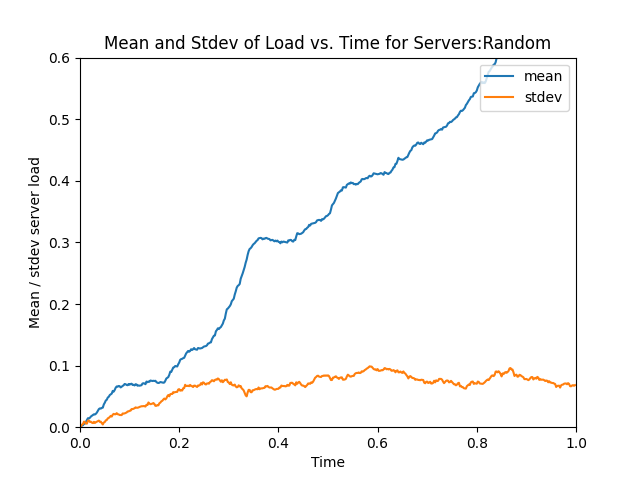 Mean and Stdev of Load vs. Time for Servers:Random
mean
stdev
Mean / stdev server load
0.6
0.5
0.4
0.3
0.2
0.1
0.0
0.0 0.2 0.4 0.6 0.8 1.0
Time